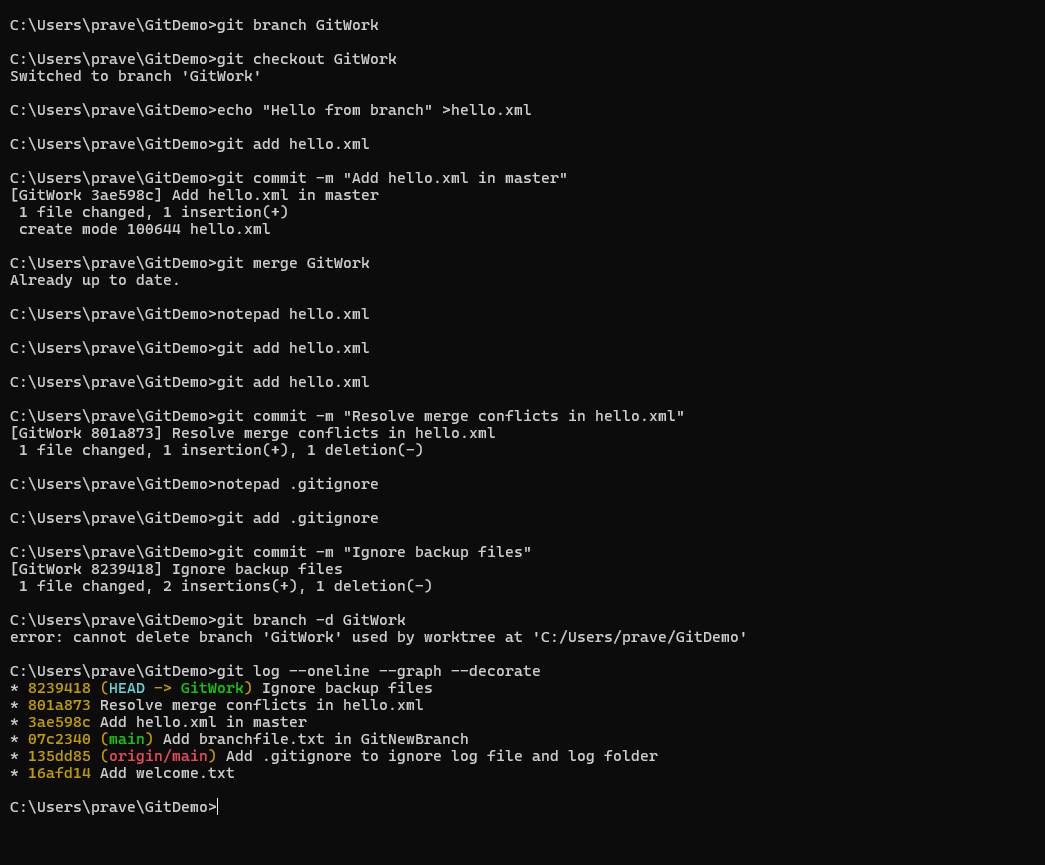 C:\Users\prave\GitDemo>git branch GitWork
C:\Users\prave\GitDemo>git checkout GitWork
Switched to branch 'GitWork'
C:\Users\prave\GitDemo>echo "Hello from branch" >hello.xml
C:\Users\prave\GitDemo>git add hello.xml
C:\Users\prave\GitDemo>git commit -m "Add hello.xml in master"
[GitWork 3ae598c] Add hello.xml in master
 1 file changed, 1 insertion(+)
 create mode 100644 hello.xml
C:\Users\prave\GitDemo>git merge GitWork
Already up to date.
C:\Users\prave\GitDemo>notepad hello.xml
C:\Users\prave\GitDemo>git add hello.xml
C:\Users\prave\GitDemo>git add hello.xml
C:\Users\prave\GitDemo>git commit -m "Resolve merge conflicts in hello.xml"
[GitWork 801a873] Resolve merge conflicts in hello.xml
 1 file changed, 1 insertion(+), 1 deletion(-)
C:\Users\prave\GitDemo>notepad .gitignore
C:\Users\prave\GitDemo>git add .gitignore
C:\Users\prave\GitDemo>git commit -m "Ignore backup files"
[GitWork 8239418] Ignore backup files
 1 file changed, 2 insertions(+), 1 deletion(-)
C:\Users\prave\GitDemo>git branch -d GitWork
error: cannot delete branch 'GitWork' used by worktree at 'C:/Users/prave/GitDemo'
C:\Users\prave\GitDemo>git log --oneline --graph --decorate
* 8239418 (HEAD -> GitWork) Ignore backup files
* 801a873 Resolve merge conflicts in hello.xml
* 3ae598c Add hello.xml in master
* 07c2340 (main) Add branchfile.txt in GitNewBranch
* 135dd85 (origin/main) Add .gitignore to ignore log file and log folder
* 16afd14 Add welcome.txt
C:\Users\prave\GitDemo>